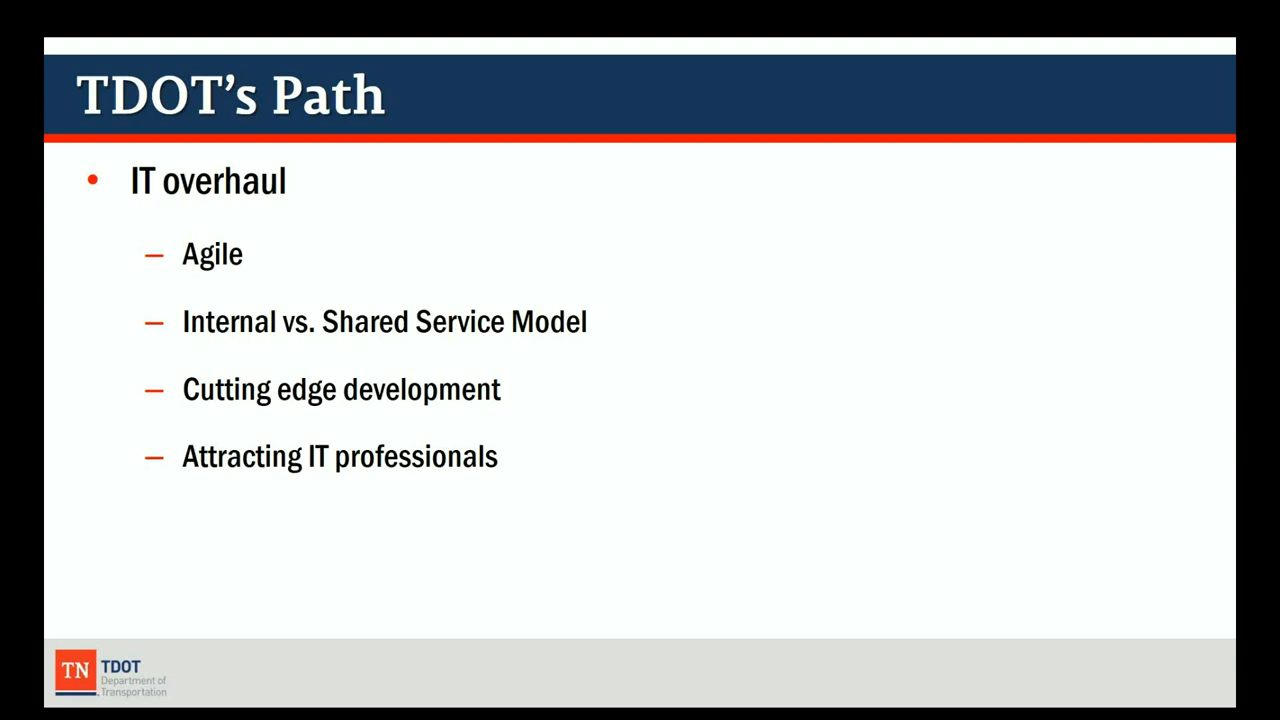 TDOT's Path
• IT overhaul
– Agile
– Internal vs. Shared Service Model
– Cutting edge development
– Attracting IT professionals
TN
TDOT
Department of
Transportation